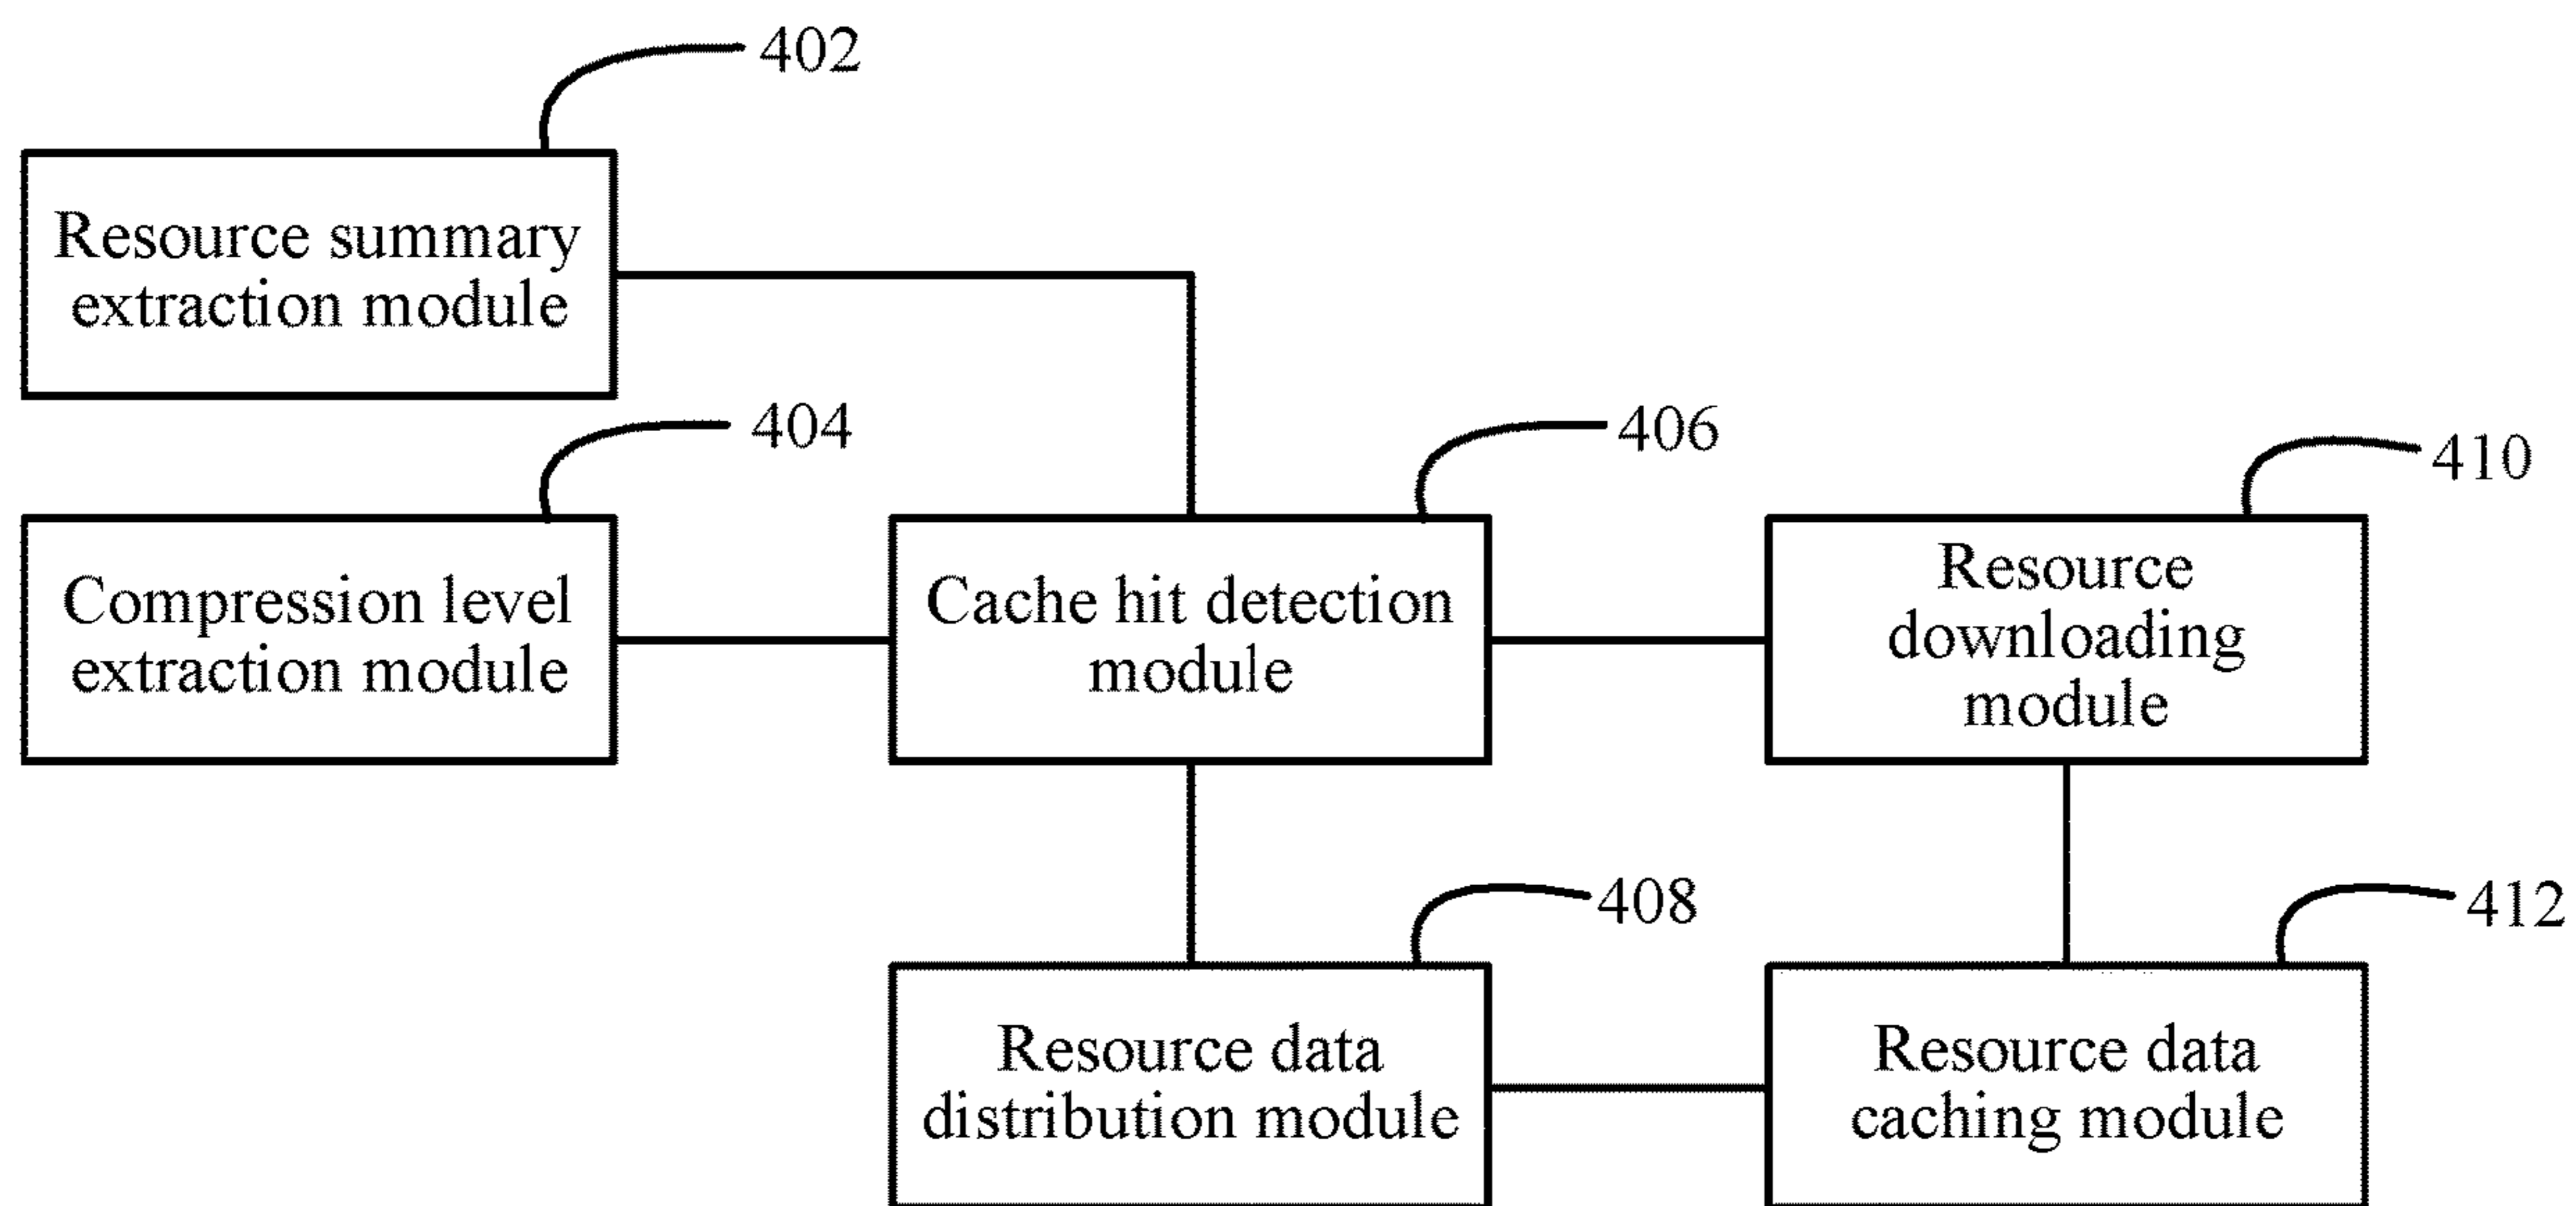 402
Resource summary
extraction module
404
Compression level
extraction module
406
Cache hit detection
module
410
Resource
downloading
module
408
Resource data
distribution module
412
Resource data
caching module